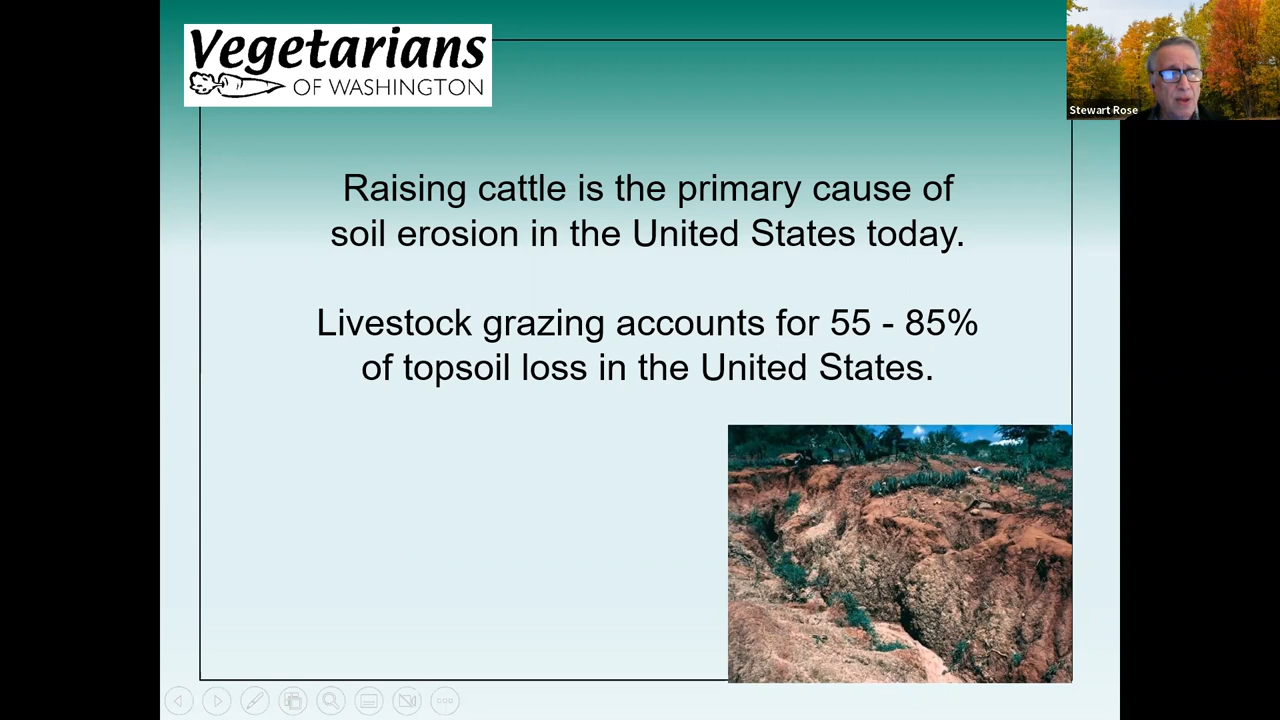 Vegetarians
OF WASHINGTON
Stewart Rose
Raising cattle is the primary cause of
soil erosion in the United States today.
Livestock grazing accounts for 55 - 85%
of topsoil loss in the United States.